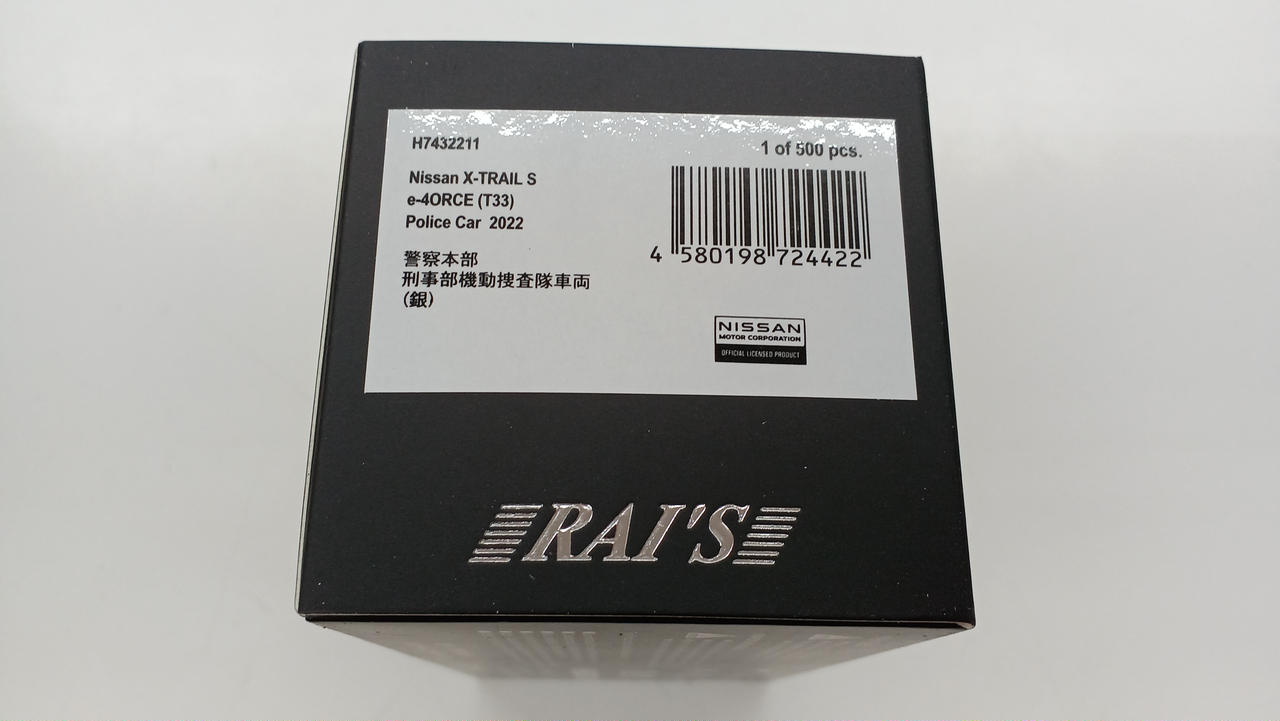 H7432211
1 of 500 pcs.
Nissan X-TRAIL S
e-4ORCE (T33)
Police Car 2022
警察本部
刑事部機動捜査隊車両
(銀)
4 580198 724422
NISSAN
MOTOR CORPORATION
OFFICIAL LICENSED PRODUCT
RAI'S